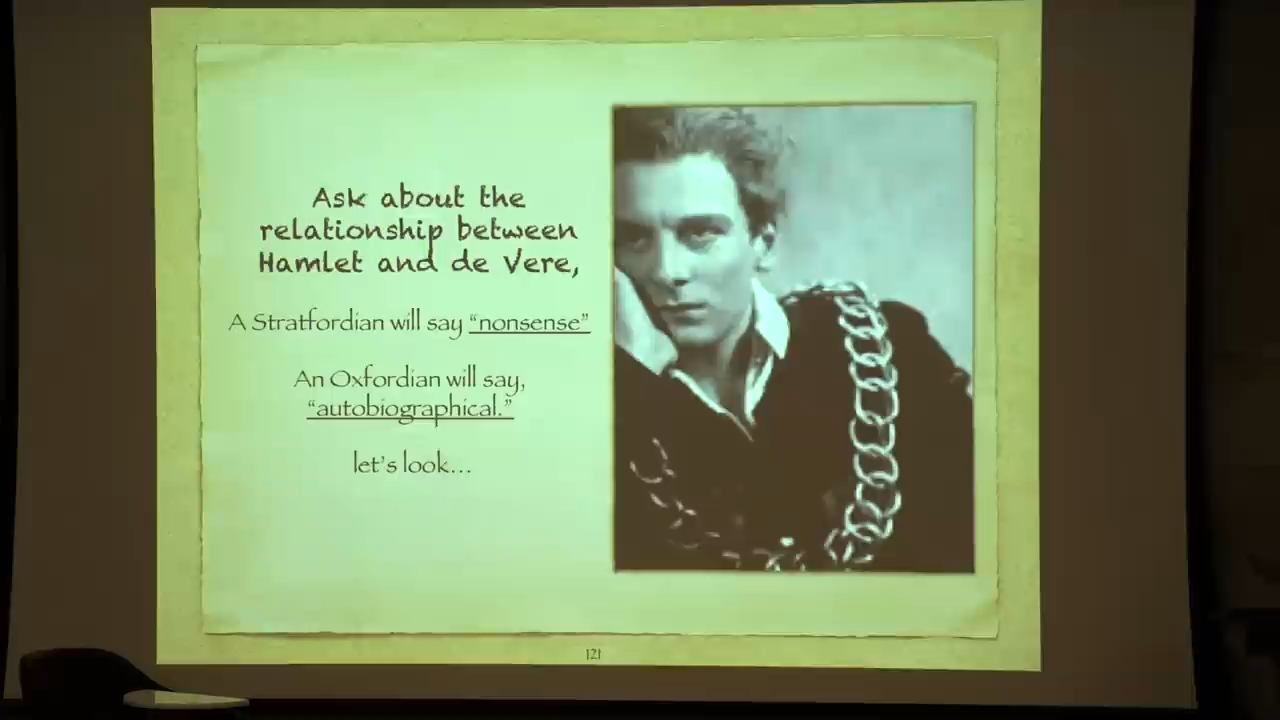 Ask about the
relationship between
Hamlet and de Vere,
A Stratfordian will say “nonsense”
An Oxfordian will say,
“autobiographical.”
let’s look…
121